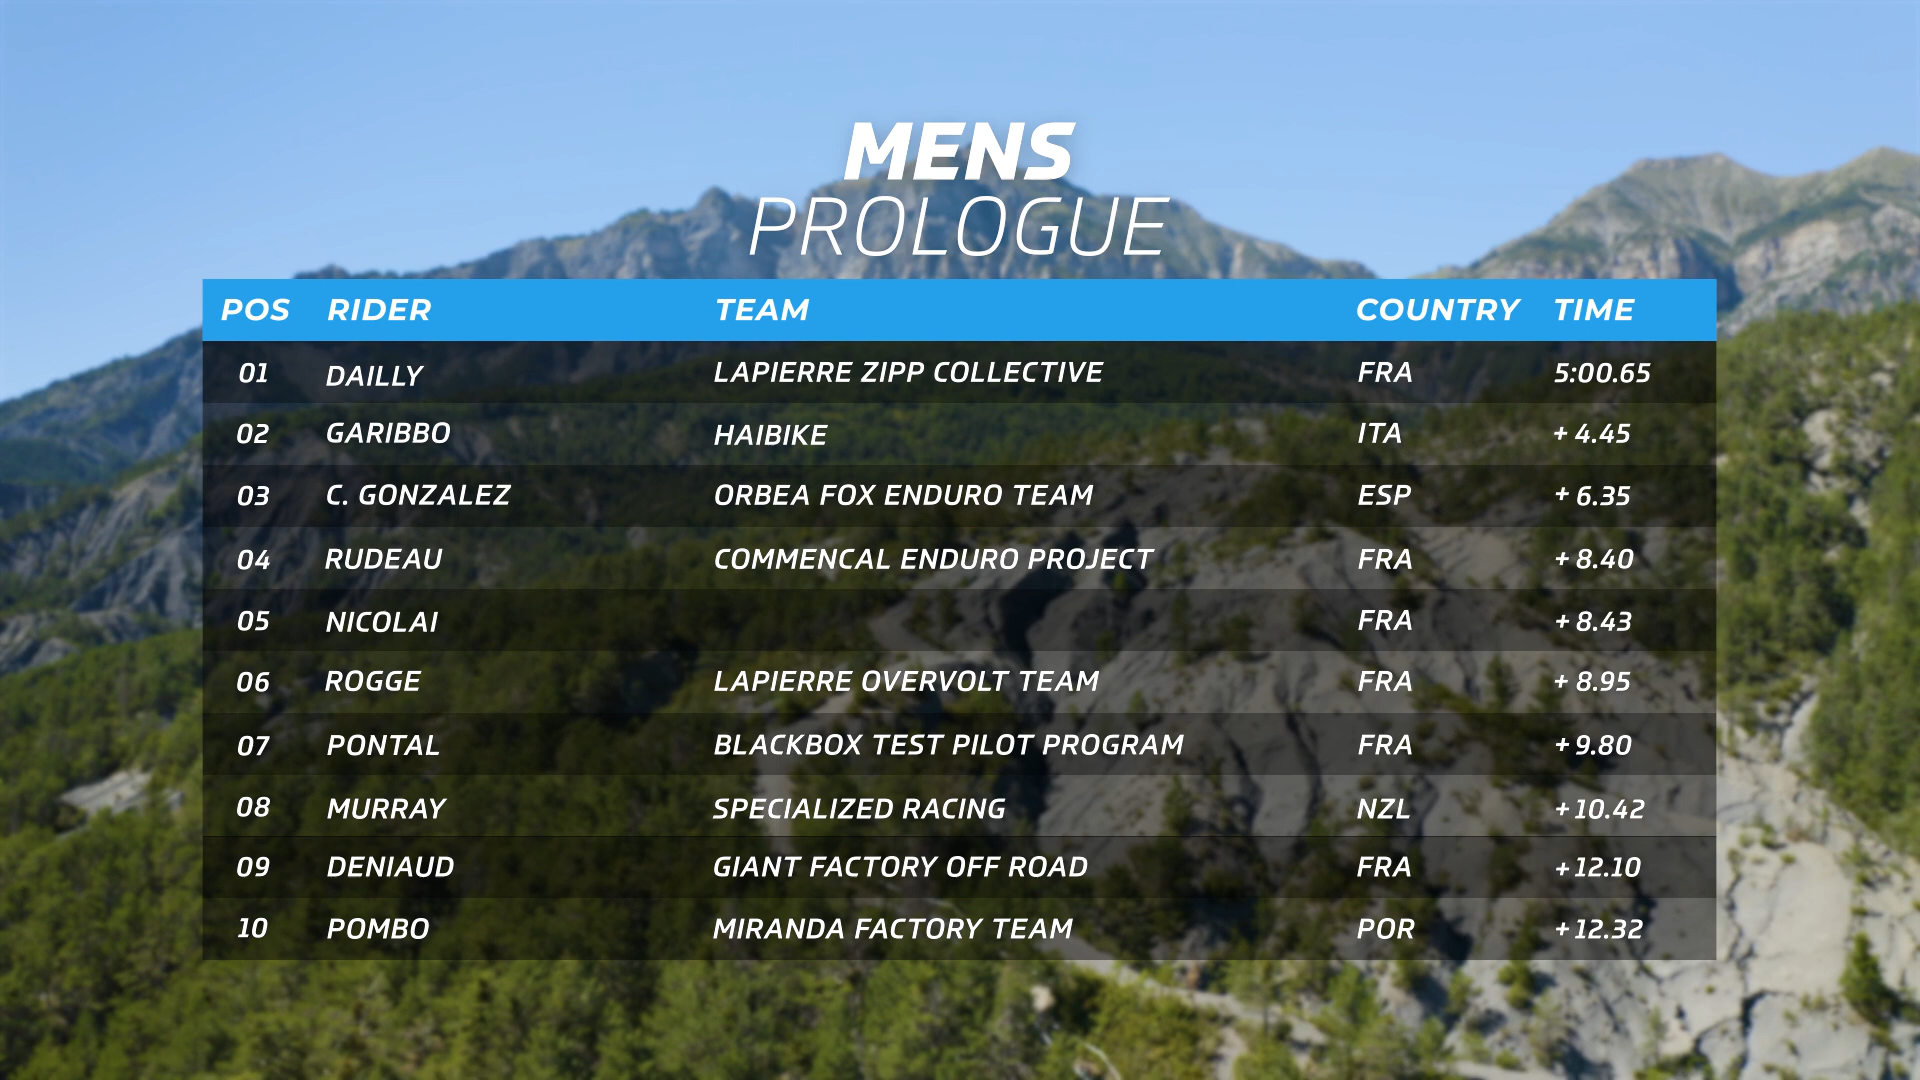 MENS
PROLOGUE
POS RIDER TEAM COUNTRY TIME
01 DAILLY LAPIERRE ZIPP COLLECTIVE FRA 5:00.65
02 GARIBBO HAIBIKE ITA + 4.45
03 C. GONZALEZ ORBEA FOX ENDURO TEAM ESP + 6.35
04 RUDEAU COMMENCAL ENDURO PROJECT FRA + 8.40
05 NICOLAI FRA + 8.43
06 ROGGE LAPIERRE OVERVOLT TEAM FRA + 8.95
07 PONTAL BLACKBOX TEST PILOT PROGRAM FRA + 9.80
08 MURRAY SPECIALIZED RACING NZL + 10.42
09 DENIAUD GIANT FACTORY OFF ROAD FRA + 12.10
10 POMBO MIRANDA FACTORY TEAM POR + 12.32